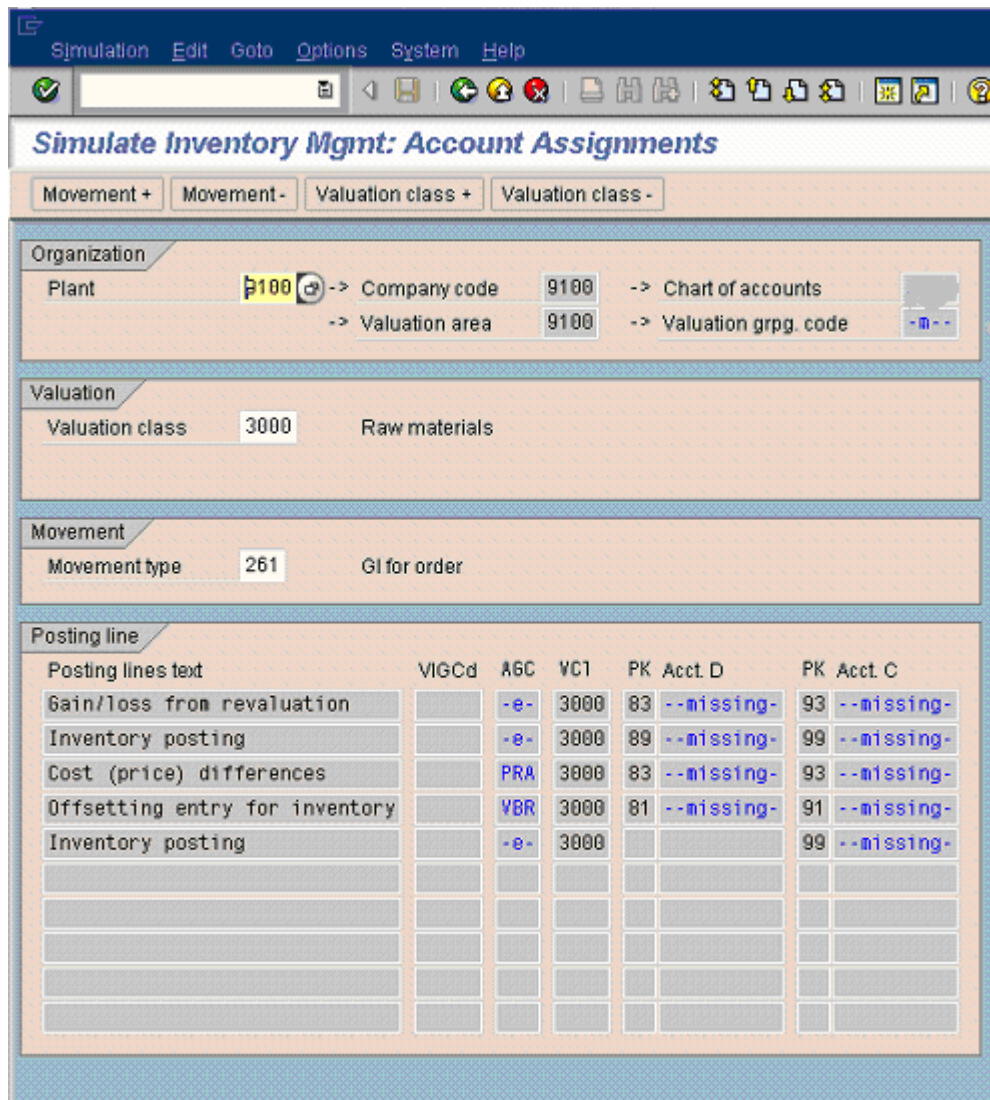 Simulation Edit Goto Options System Help
Simulate Inventory Mgmt: Account Assignments
Movement + Movement - Valuation class + Valuation class -
Organization
Plant 9100 -> Company code 9100 -> Chart of accounts
-> Valuation area 9100 -> Valuation grpg. code -m--
Valuation
Valuation class 3000 Raw materials
Movement
Movement type 261 GI for order
Posting line
Posting lines text VIGCd AGC VCl PK Acct. D PK Acct. C
Gain/loss from revaluation -e- 3000 83 --missing- 93 --missing-
Inventory posting -e- 3000 89 --missing- 99 --missing-
Cost (price) differences PRA 3000 83 --missing- 93 --missing-
Offsetting entry for inventory VBR 3000 81 --missing- 91 --missing-
Inventory posting -e- 3000 99 --missing-